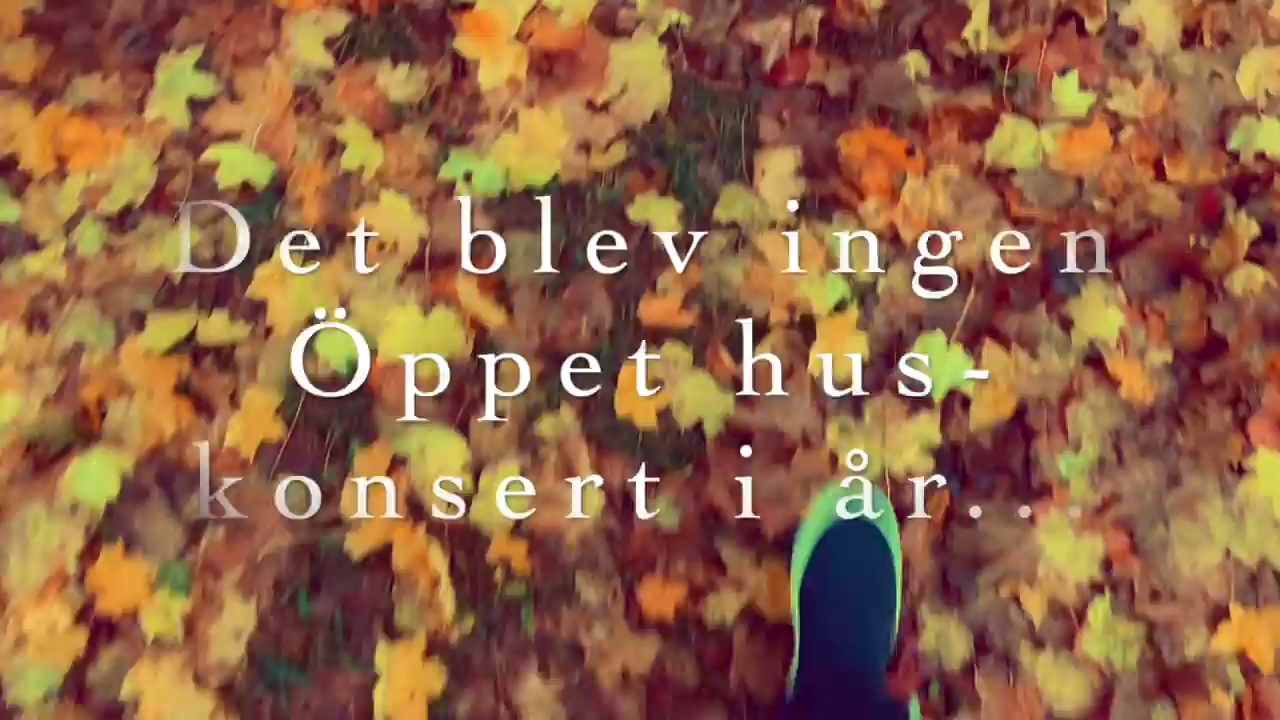 Det blev ingen
Öppet hus-
konsert i år...